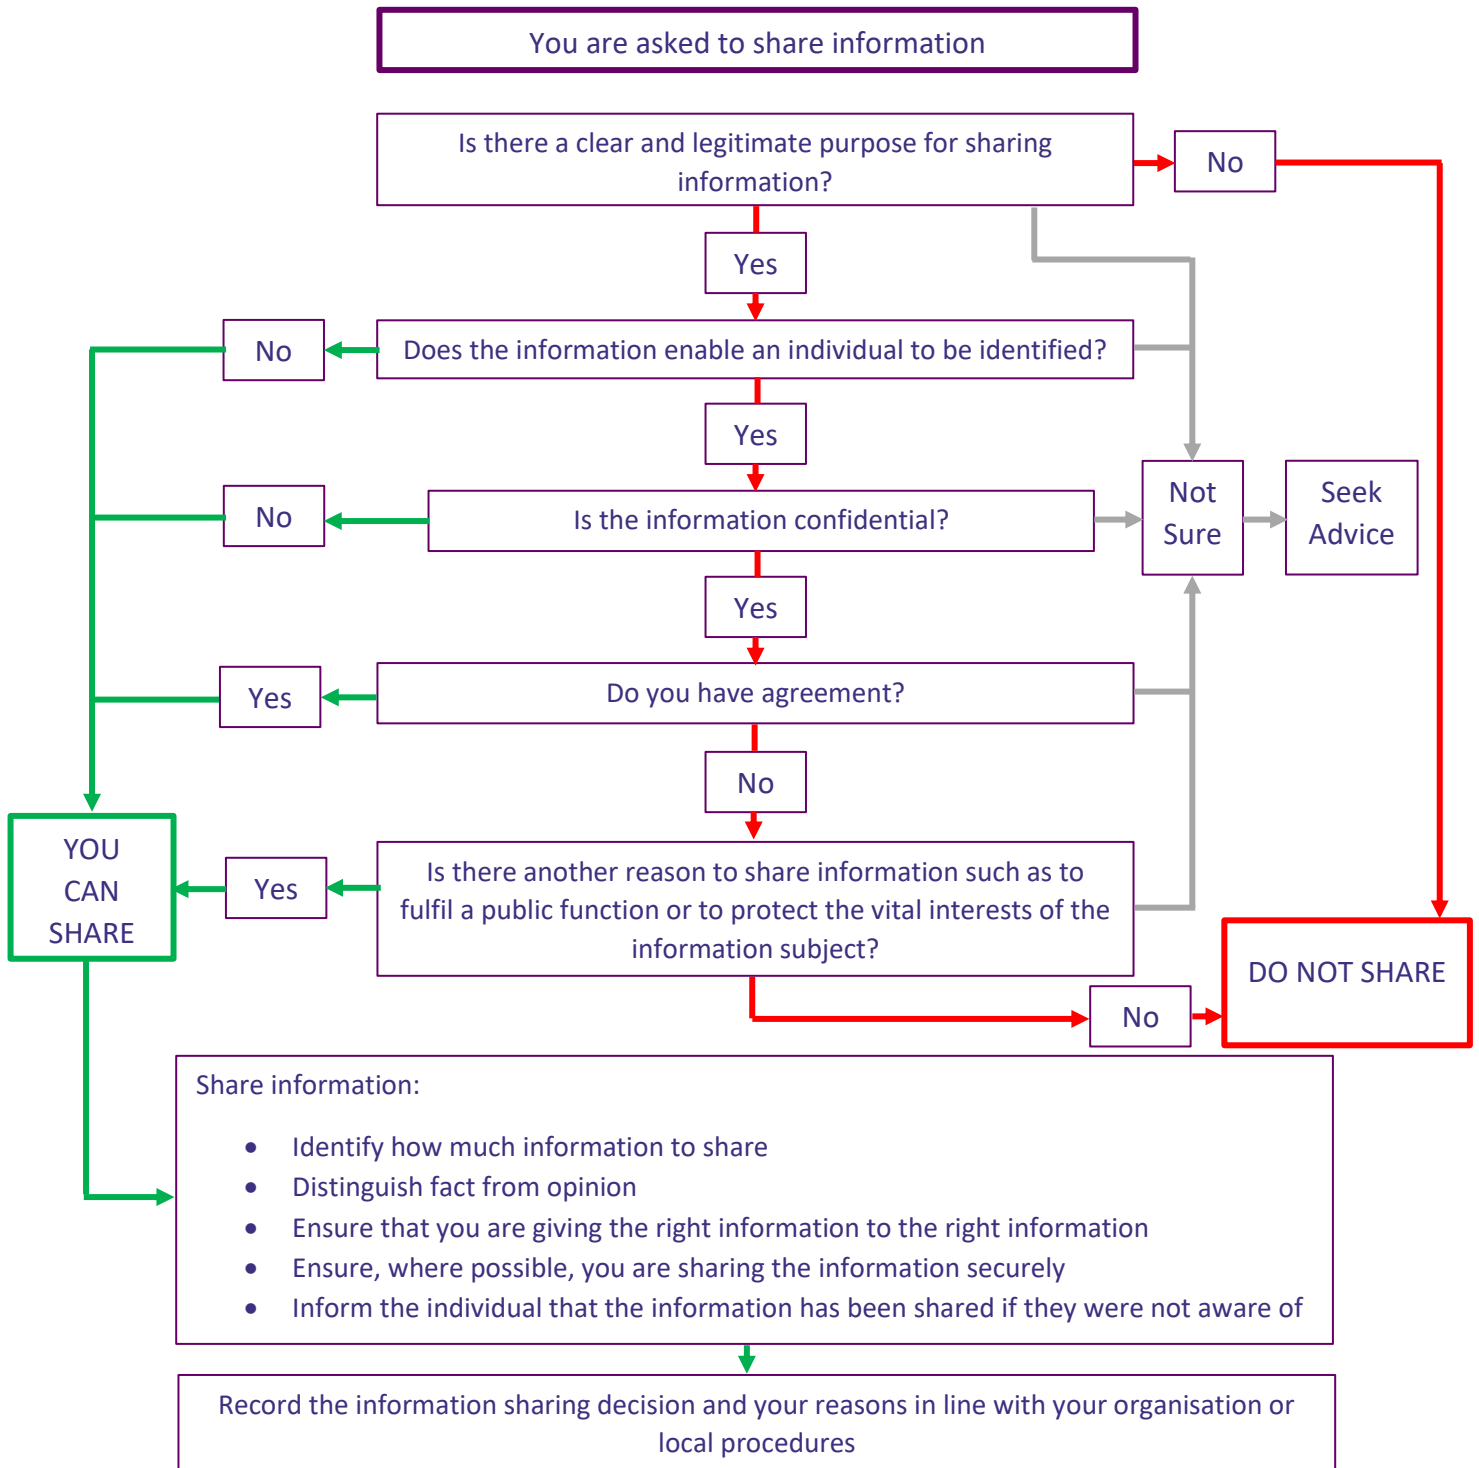 You are asked to share information
Is there a clear and legitimate purpose for sharing
information?
No
Yes
No
Does the information enable an individual to be identified?
Yes
No
Is the information confidential?
Not
Sure
Seek
Advice
Yes
Yes
Do you have agreement?
No
YOU
CAN
SHARE
Yes
Is there another reason to share information such as to
fulfil a public function or to protect the vital interests of the
information subject?
DO NOT SHARE
No
Share information:
• Identify how much information to share
• Distinguish fact from opinion
• Ensure that you are giving the right information to the right information
• Ensure, where possible, you are sharing the information securely
• Inform the individual that the information has been shared if they were not aware of
Record the information sharing decision and your reasons in line with your organisation or
local procedures